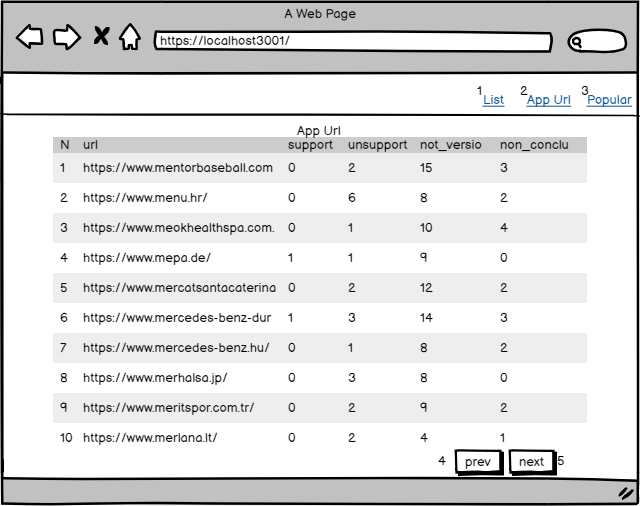 A Web Page
https://localhost3001/
1 List 2 App Url 3 Popular
App Url
N url support unsupport not_versio non_conclu
1 https://www.mentorbaseball.com 0 2 15 3
2 https://www.menu.hr/ 0 6 8 2
3 https://www.meokhealthspa.com. 0 1 10 4
4 https://www.mepa.de/ 1 1 9 0
5 https://www.mercatsantacaterina 0 2 12 2
6 https://www.mercedes-benz-dur 1 3 14 3
7 https://www.mercedes-benz.hu/ 0 1 8 2
8 https://www.merhalsa.jp/ 0 3 8 0
9 https://www.meritspor.com.tr/ 0 2 9 2
10 https://www.merlana.lt/ 0 2 4 1
4 prev next 5